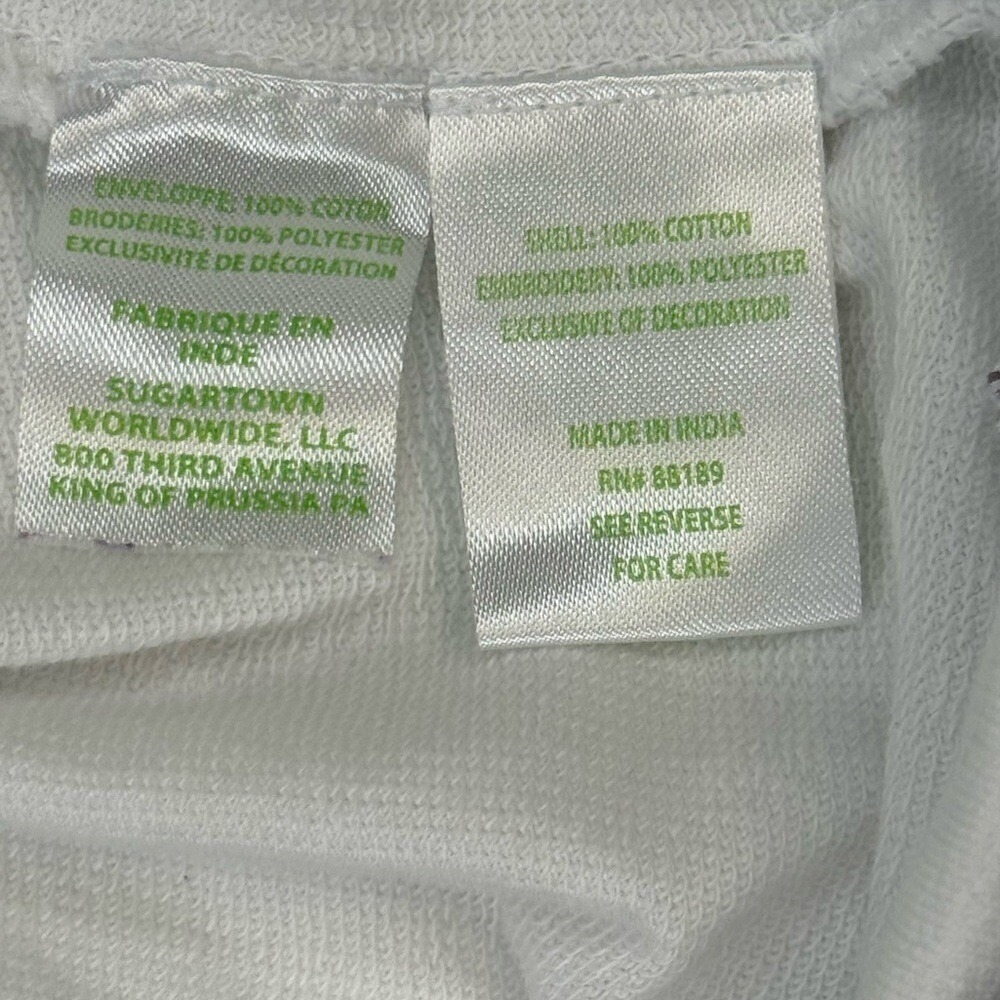 ENVELOPPE: 100% COTON
BRODERIES: 100% POLYESTER
EXCLUSIVITÉ DE DÉCORATION
FABRIQUÉ EN
INDE
SUGARTOWN
WORLDWIDE, LLC
800 THIRD AVENUE
KING OF PRUSSIA PA
SHELL: 100% COTTON
EMBROIDERY: 100% POLYESTER
EXCLUSIVE OF DECORATION
MADE IN INDIA
RN# 88189
SEE REVERSE
FOR CARE